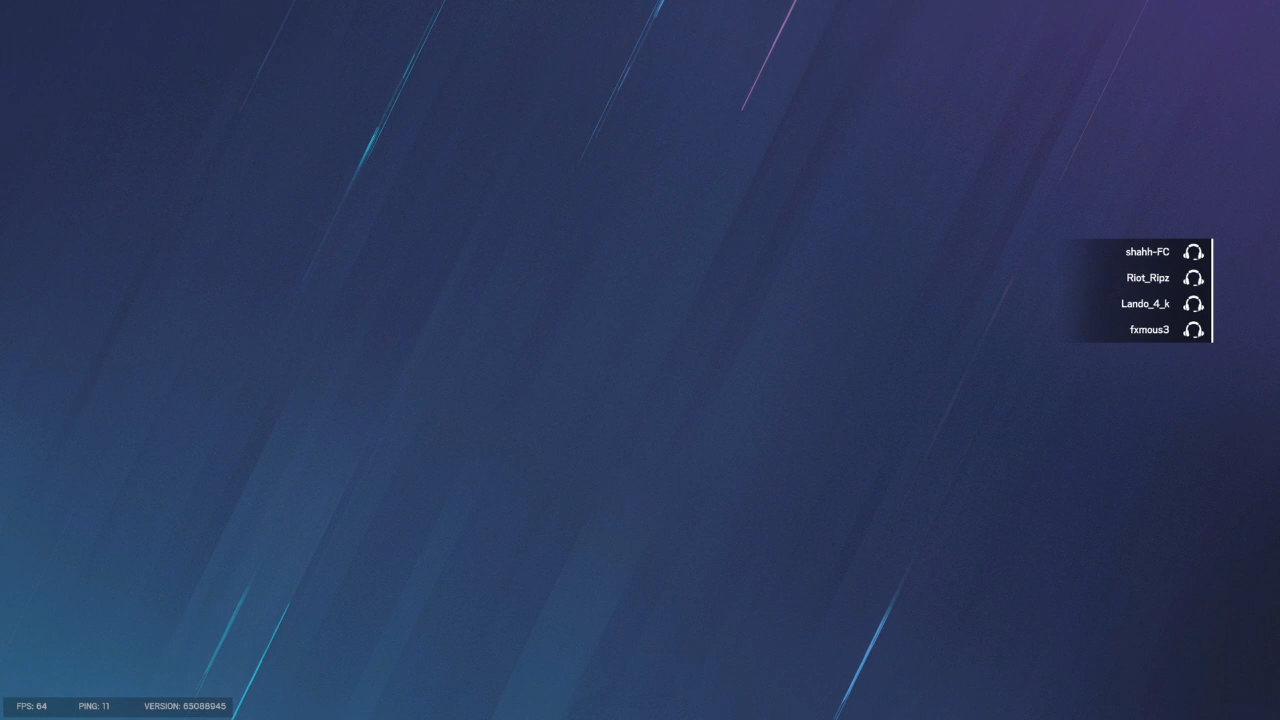 shahh-FC
Riot_Ripz
Lando_4_k
fxmous3
FPS: 64 PING: 11 VERSION: 65088945